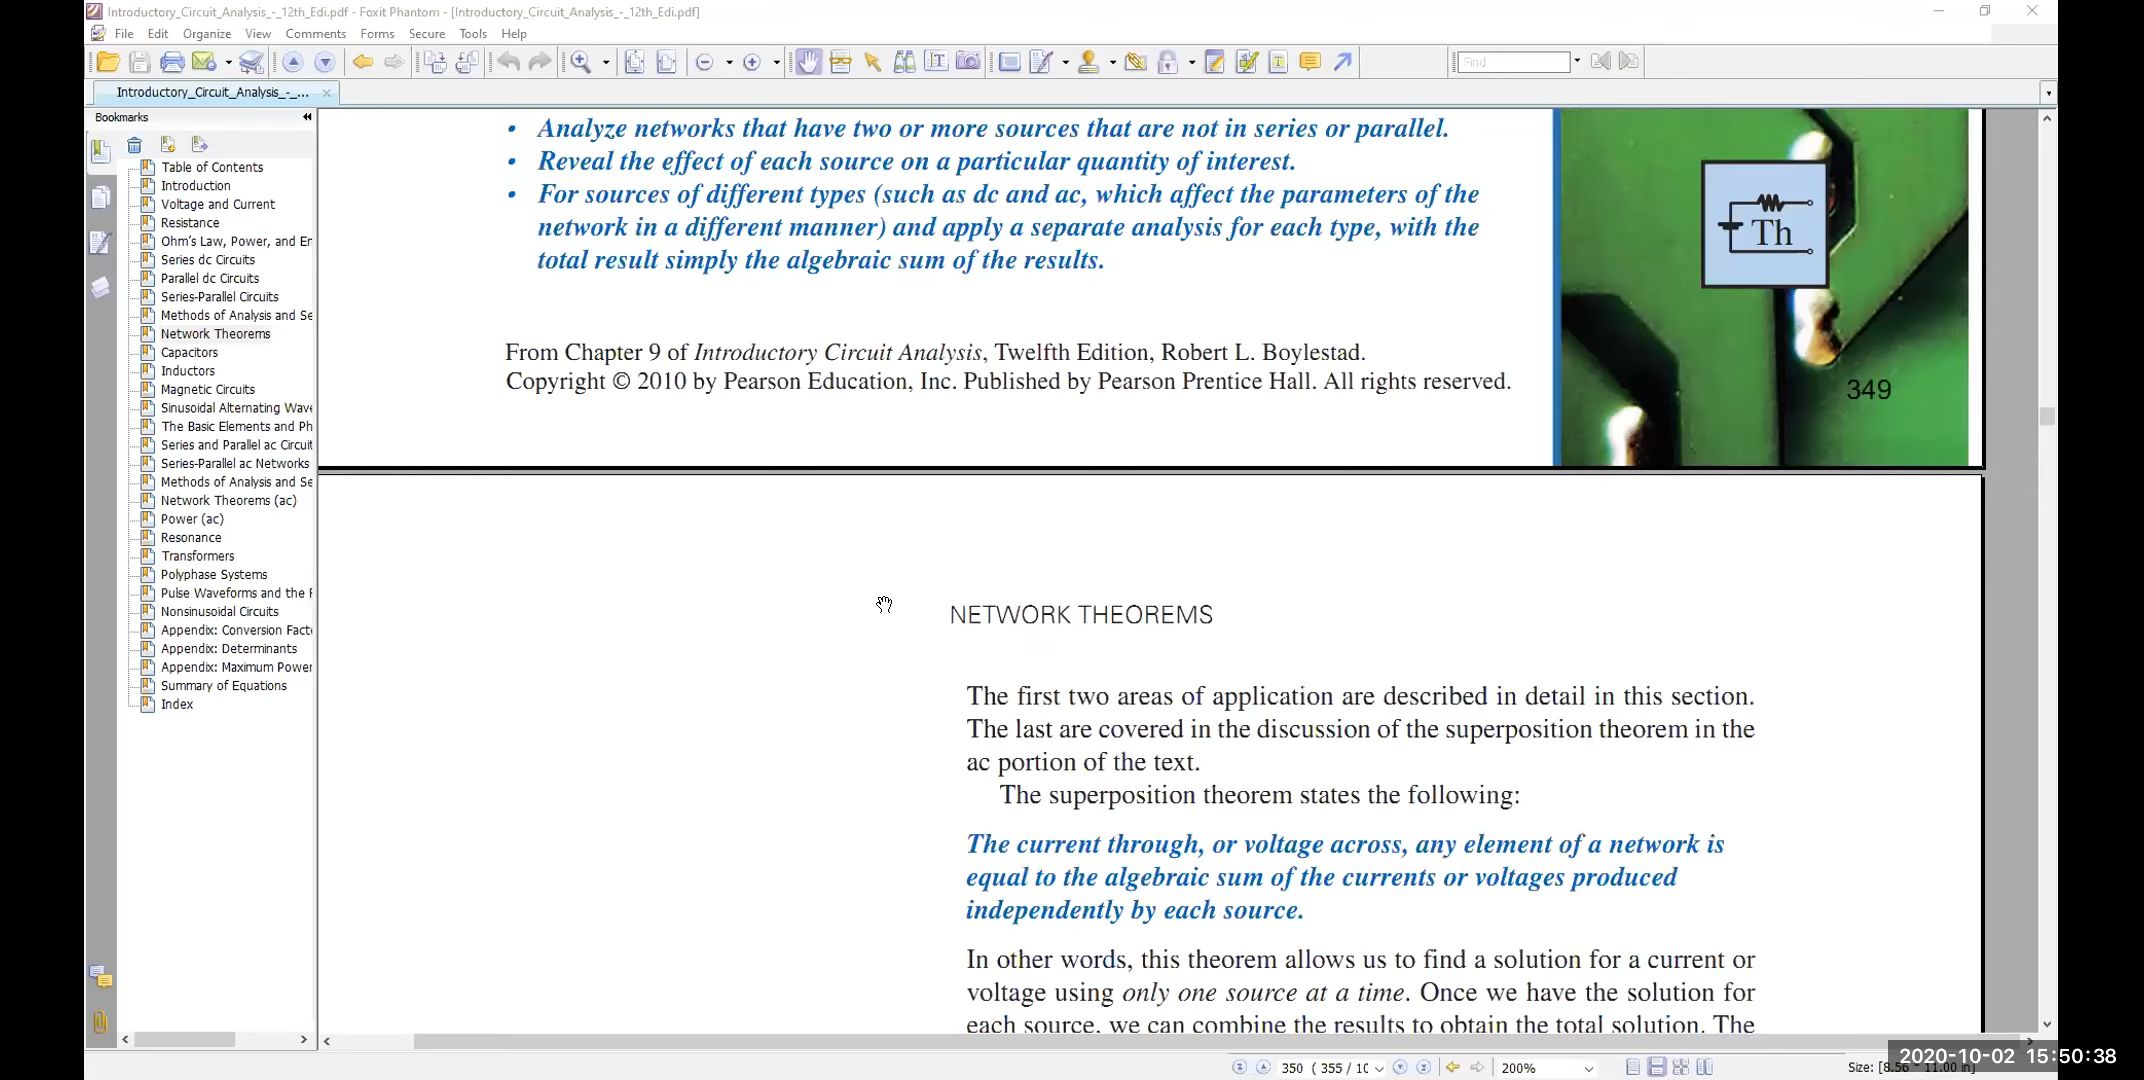 Introductory_Circuit_Analysis_-_12th_Edi.pdf - Foxit Phantom - [Introductory_Circuit_Analysis_-_12th_Edi.pdf]
File Edit Organize View Comments Forms Secure Tools Help
Find
Introductory_Circuit_Analysis_-_...
Bookmarks
Table of Contents
Introduction
Voltage and Current
Resistance
Ohm's Law, Power, and Er
Series dc Circuits
Parallel dc Circuits
Series-Parallel Circuits
Methods of Analysis and Se
Network Theorems
Capacitors
Inductors
Magnetic Circuits
Sinusoidal Alternating Wave
The Basic Elements and Ph
Series and Parallel ac Circuit
Series-Parallel ac Networks
Methods of Analysis and Se
Network Theorems (ac)
Power (ac)
Resonance
Transformers
Polyphase Systems
Pulse Waveforms and the F
Nonsinusoidal Circuits
Appendix: Conversion Fact
Appendix: Determinants
Appendix: Maximum Power
Summary of Equations
Index
• Analyze networks that have two or more sources that are not in series or parallel.
• Reveal the effect of each source on a particular quantity of interest.
• For sources of different types (such as dc and ac, which affect the parameters of the
network in a different manner) and apply a separate analysis for each type, with the
total result simply the algebraic sum of the results.
From Chapter 9 of Introductory Circuit Analysis, Twelfth Edition, Robert L. Boylestad.
Copyright © 2010 by Pearson Education, Inc. Published by Pearson Prentice Hall. All rights reserved.
Th
349
NETWORK THEOREMS
The first two areas of application are described in detail in this section.
The last are covered in the discussion of the superposition theorem in the
ac portion of the text.
The superposition theorem states the following:
The current through, or voltage across, any element of a network is
equal to the algebraic sum of the currents or voltages produced
independently by each source.
In other words, this theorem allows us to find a solution for a current or
voltage using only one source at a time. Once we have the solution for
each source, we can combine the results to obtain the total solution. The
350 ( 355 / 10
200%
Size: [8.56 * 11.00 in]
2020-10-02 15:50:38